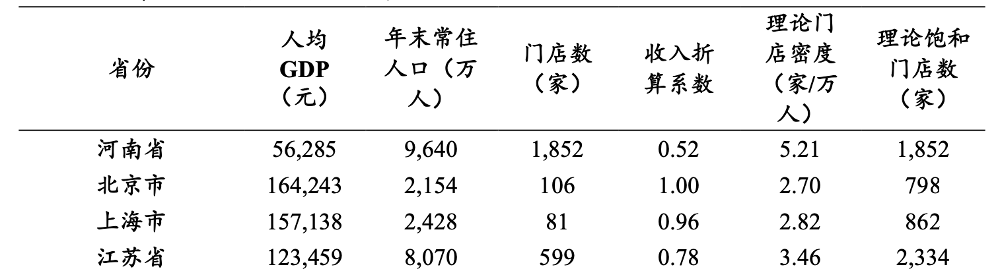 省份 人均GDP（元） 年末常住人口（万人） 门店数（家） 收入折算系数 理论门店密度（家/万人） 理论饱和门店数（家）
河南省 56,285 9,640 1,852 0.52 5.21 1,852
北京市 164,243 2,154 106 1.00 2.70 798
上海市 157,138 2,428 81 0.96 2.82 862
江苏省 123,459 8,070 599 0.78 3.46 2,334